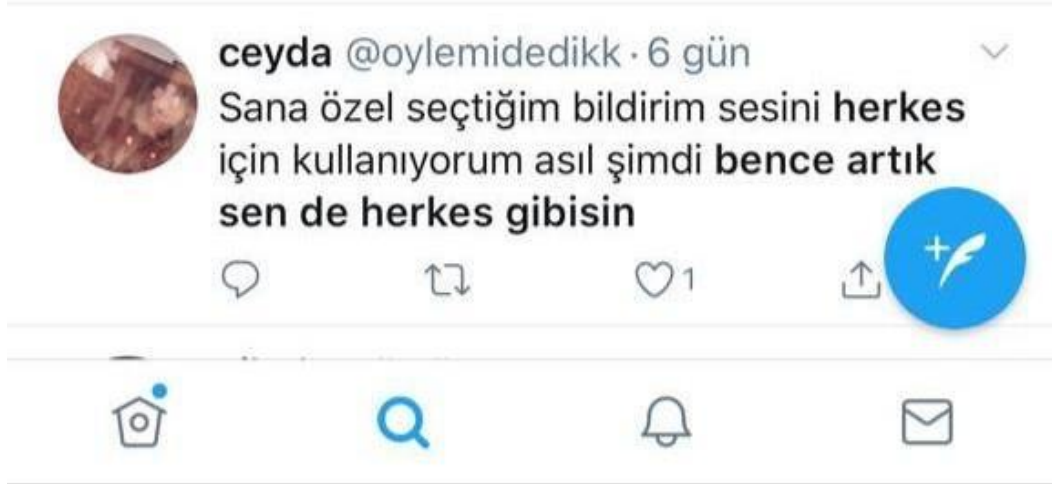 ceyda @oylemidedikk · 6 gün
Sana özel seçtiğim bildirim sesini herkes
için kullanıyorum asıl şimdi bence artık
sen de herkes gibisin
1